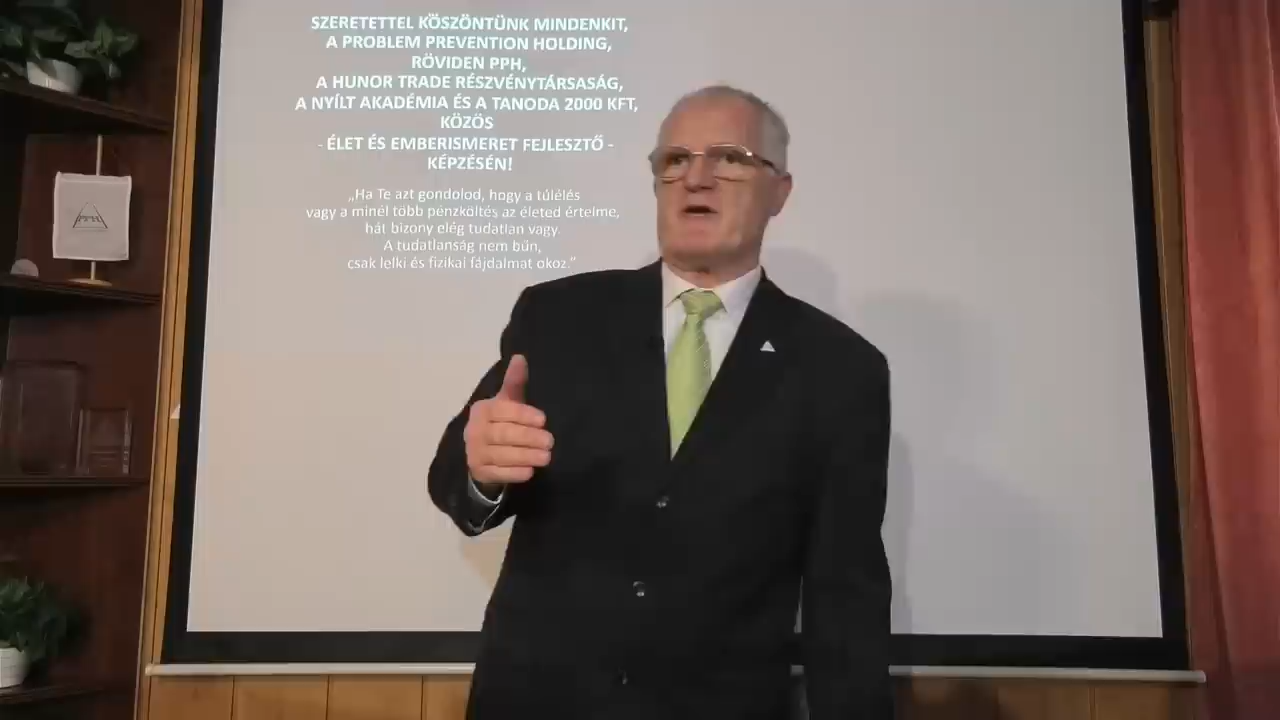 SZERETETTEL KÖSZÖNTÜNK MINDENKIT,
A PROBLEM PREVENTION HOLDING,
RÖVIDEN PPH,
A HUNOR TRADE RÉSZVÉNYTÁRSASÁG,
A NYÍLT AKADÉMIA ÉS A TANODA 2000 KFT,
KÖZÖS
- ÉLET ÉS EMBERISMERET FEJLESZTŐ -
KÉPZÉSÉN!
„Ha Te azt gondolod, hogy a túlélés
vagy a minél több pénzköltés az életed értelme,
hát bizony elég tudatlan vagy.
A tudatlanság nem bűn,
csak lelki és fizikai fájdalmat okoz.”
PPH